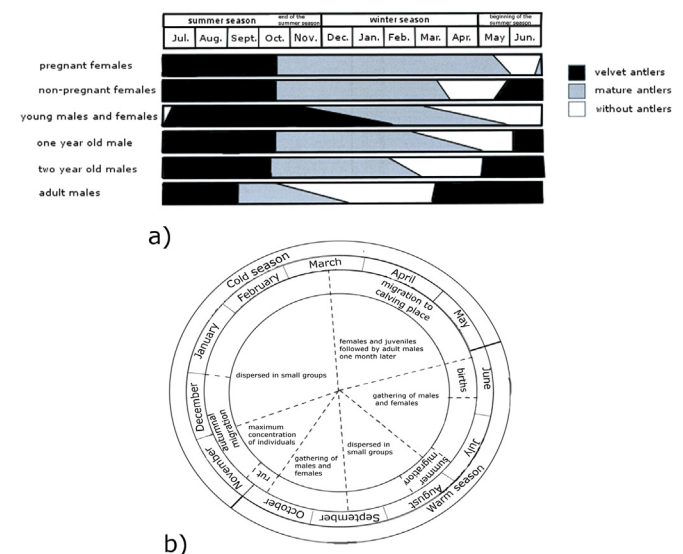 summer season
end of the
summer season
winter season
beginning of the
summer season
Jul. Aug. Sept. Oct. Nov. Dec. Jan. Feb. Mar. Apr. May Jun.
pregnant females
non-pregnant females
young males and females
one year old male
two year old males
adult males
velvet antlers
mature antlers
without antlers
a)
Cold season
March
April
May
June
July
August
September
October
November
December
January
February
Warm season
migration to
calving place
births
summer
migration
rut
autumnal
migration
females and juveniles
followed by adult males
one month later
dispersed in small groups
gathering of males
and females
maximum
concentration
of individuals
dispersed in
small groups
gathering of
males and
females
b)